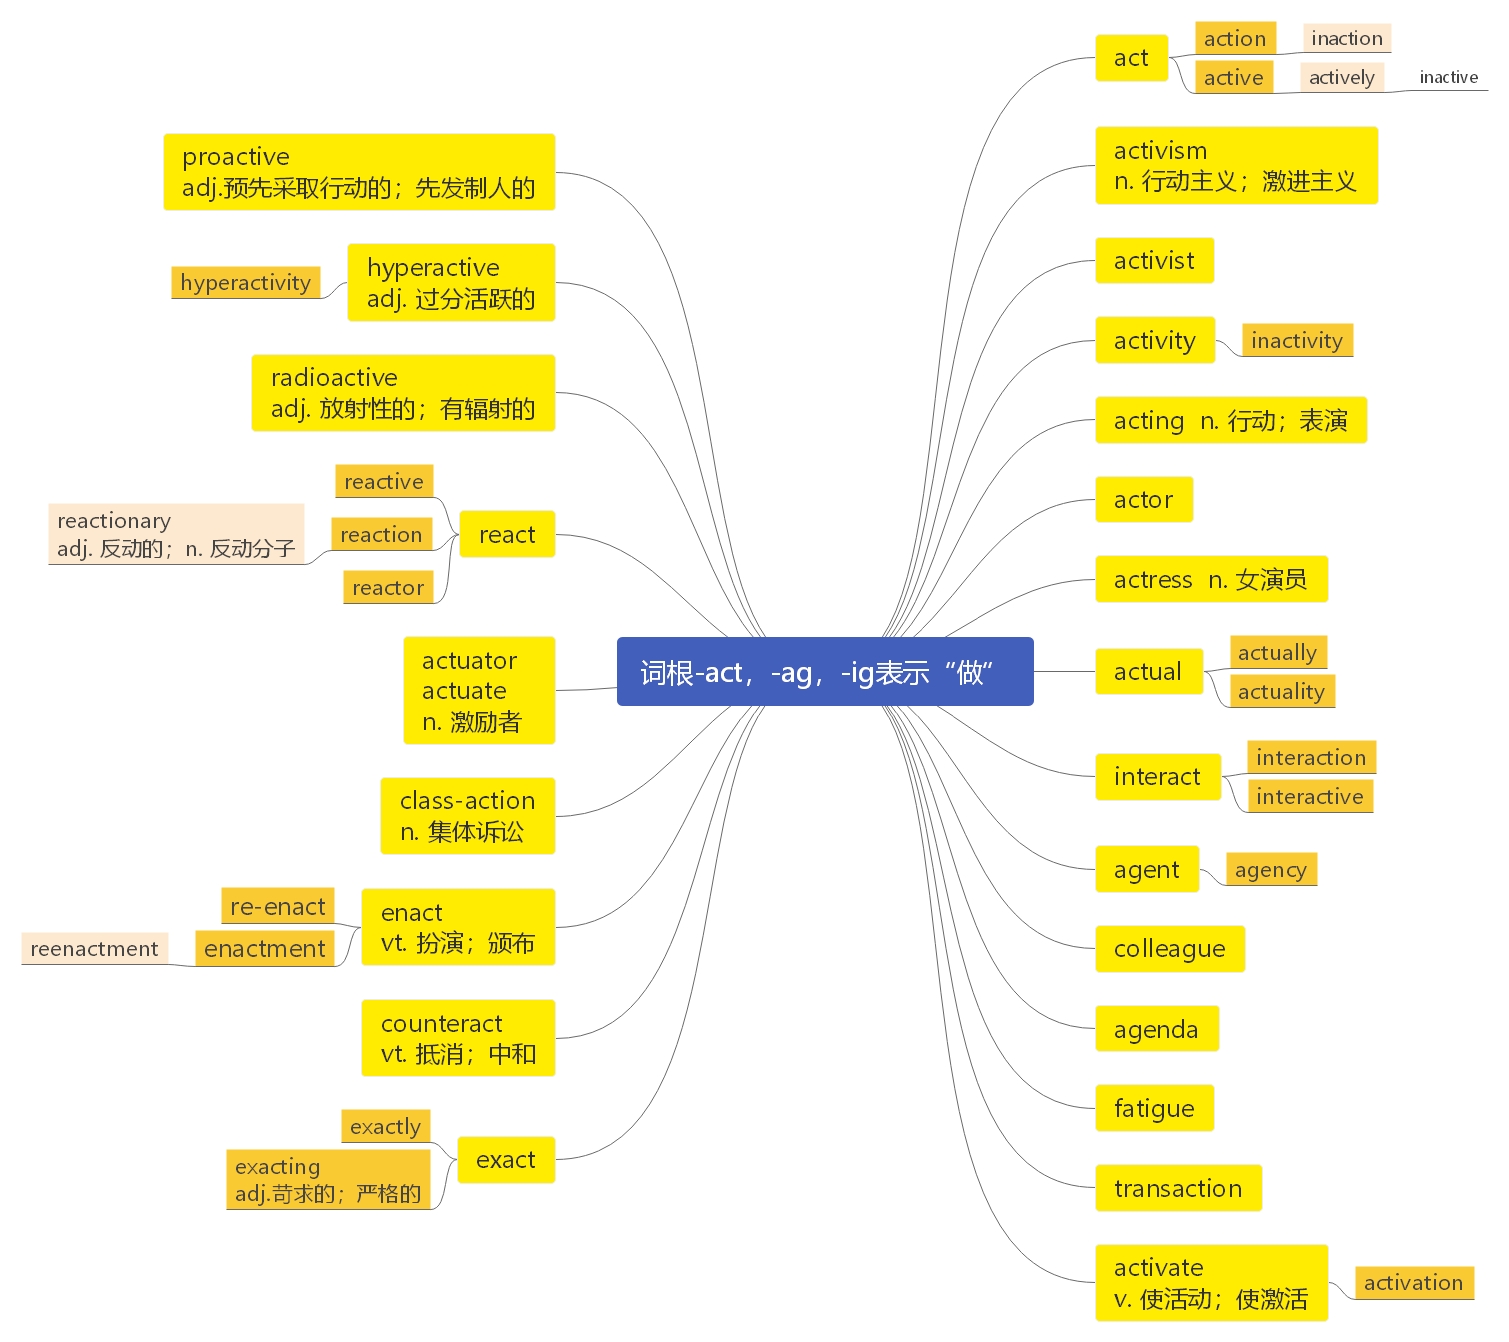 词根-act，-ag，-ig表示“做”
act
action
inaction
active
actively
inactive
activism
n. 行动主义；激进主义
activist
activity
inactivity
acting  n. 行动；表演
actor
actress  n. 女演员
actual
actually
actuality
interact
interaction
interactive
agent
agency
colleague
agenda
fatigue
transaction
activate
v. 使活动；使激活
activation
proactive
adj.预先采取行动的；先发制人的
hyperactive
adj. 过分活跃的
hyperactivity
radioactive
adj. 放射性的；有辐射的
react
reactive
reaction
reactionary
adj. 反动的；n. 反动分子
reactor
actuator
actuate
n. 激励者
class-action
n. 集体诉讼
enact
vt. 扮演；颁布
re-enact
enactment
reenactment
counteract
vt. 抵消；中和
exact
exactly
exacting
adj.苛求的；严格的